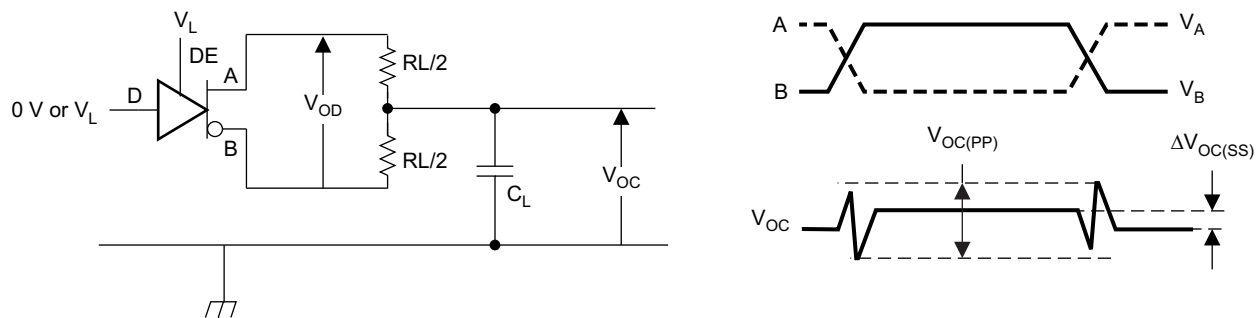 V_L
DE
A
D
0 V or V_L
B
V_OD
RL/2
RL/2
C_L
V_OC
A
V_A
B
V_B
V_OC(PP)
ΔV_OC(SS)
V_OC